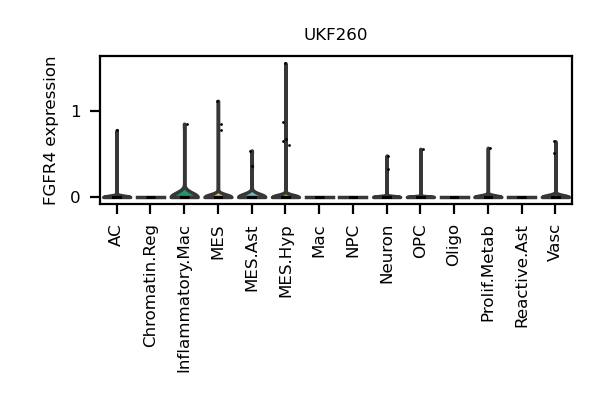 UKF260
FGFR4 expression
1
0
AC
Chromatin.Reg
Inflammatory.Mac
MES
MES.Ast
MES.Hyp
Mac
NPC
Neuron
OPC
Oligo
Prolif.Metab
Reactive.Ast
Vasc